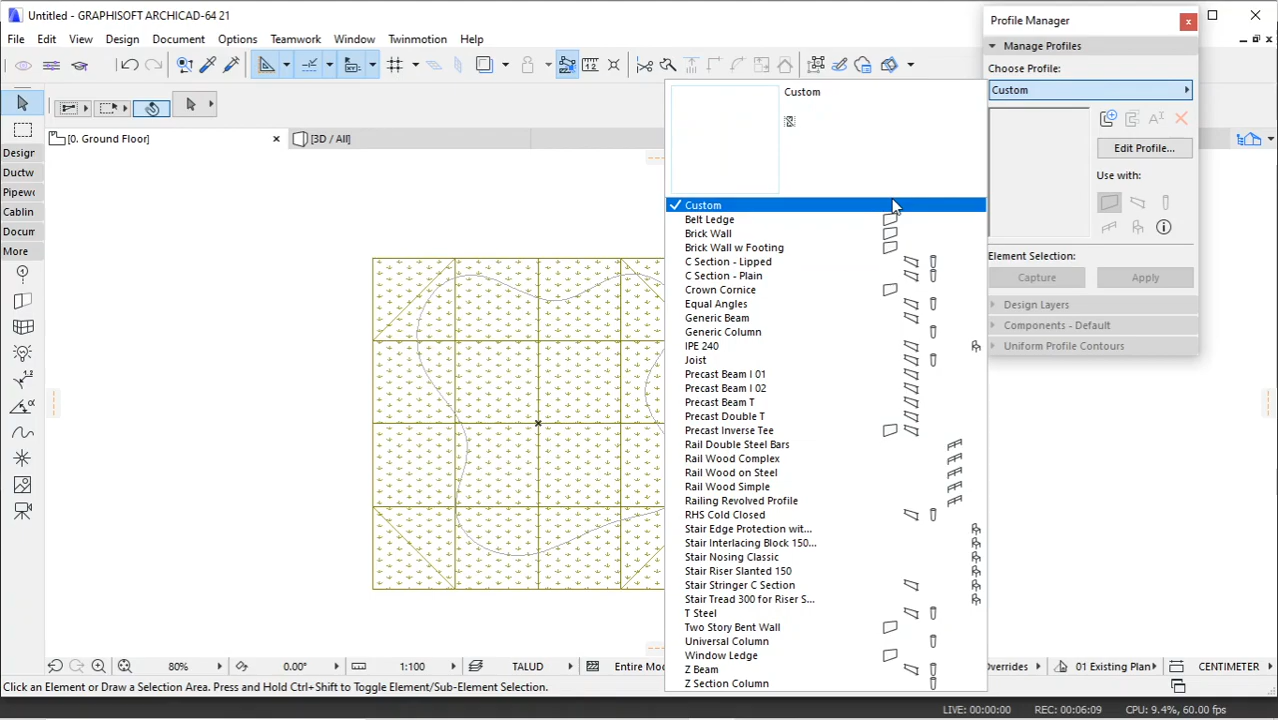 Untitled - GRAPHISOFT ARCHICAD-64 21
File Edit View Design Document Options Teamwork Window Twinmotion Help
[0. Ground Floor]
[3D / All]
Design
Ductw
Pipew
Cablin
Docum
More
Custom
Custom
Belt Ledge
Brick Wall
Brick Wall w Footing
C Section - Lipped
C Section - Plain
Crown Cornice
Equal Angles
Generic Beam
Generic Column
IPE 240
Joist
Precast Beam I 01
Precast Beam I 02
Precast Beam T
Precast Double T
Precast Inverse Tee
Rail Double Steel Bars
Rail Wood Complex
Rail Wood on Steel
Rail Wood Simple
Railing Revolved Profile
RHS Cold Closed
Stair Edge Protection wit...
Stair Interlacing Block 150...
Stair Nosing Classic
Stair Riser Slanted 150
Stair Stringer C Section
Stair Tread 300 for Riser S...
T Steel
Two Story Bent Wall
Universal Column
Window Ledge
Z Beam
Z Section Column
Profile Manager
Manage Profiles
Choose Profile:
Custom
Edit Profile...
Use with:
Element Selection:
Capture Apply
Design Layers
Components - Default
Uniform Profile Contours
80% 0.00° 1:100 TALUD Entire Mod Overrides 01 Existing Plan CENTIMETER
Click an Element or Draw a Selection Area. Press and Hold Ctrl+Shift to Toggle Element/Sub-Element Selection.
LIVE: 00:00:00 REC: 00:06:09 CPU: 9.4%, 60.00 fps